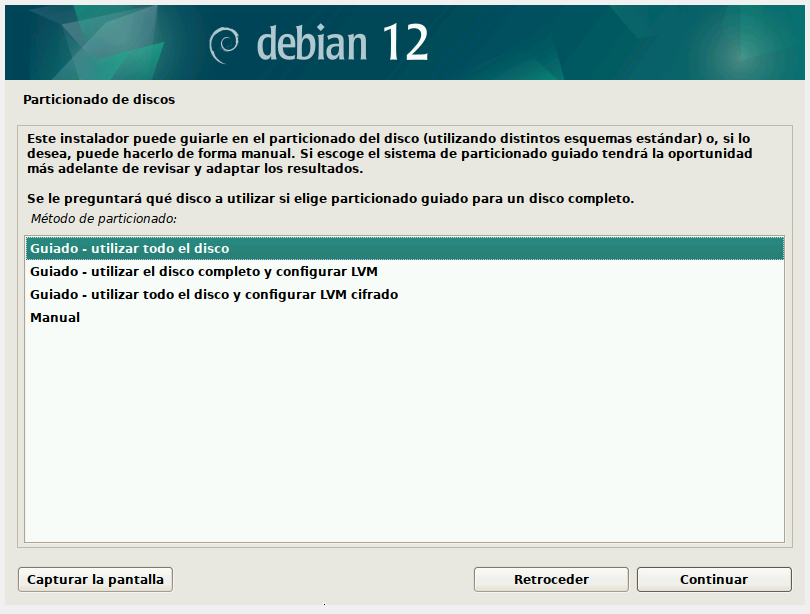 debian 12
Particionado de discos
Este instalador puede guiarle en el particionado del disco (utilizando distintos esquemas estándar) o, si lo
desea, puede hacerlo de forma manual. Si escoge el sistema de particionado guiado tendrá la oportunidad
más adelante de revisar y adaptar los resultados.
Se le preguntará qué disco a utilizar si elige particionado guiado para un disco completo.
Método de particionado:
Guiado - utilizar todo el disco
Guiado - utilizar el disco completo y configurar LVM
Guiado - utilizar todo el disco y configurar LVM cifrado
Manual
Capturar la pantalla
Retroceder
Continuar